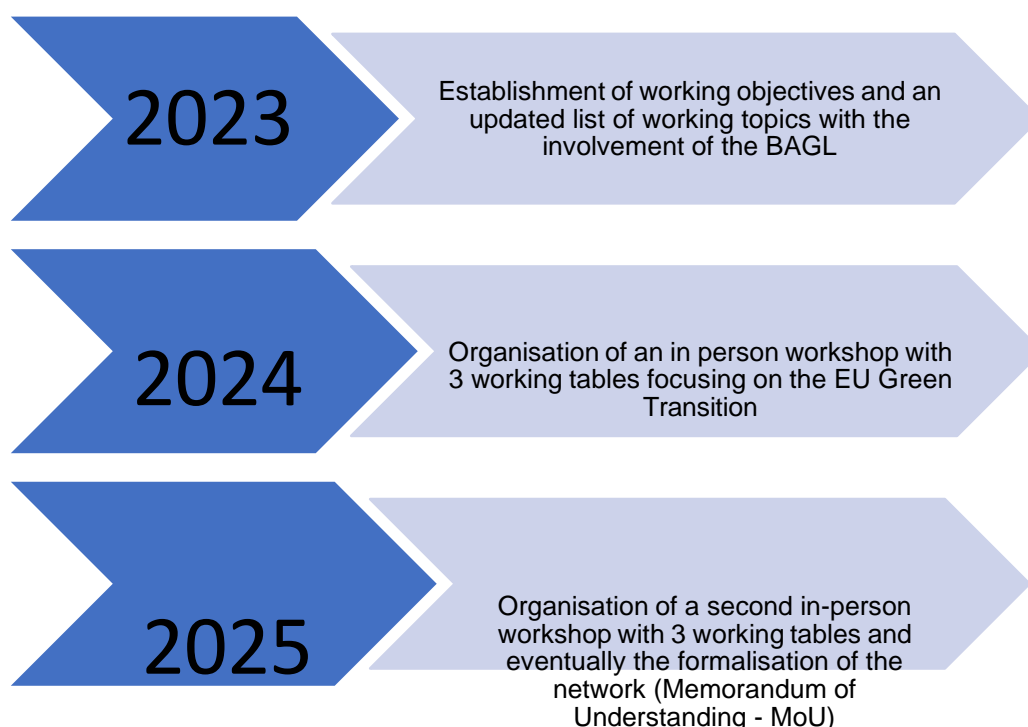 2023
Establishment of working objectives and an
updated list of working topics with the
involvement of the BAGL
2024
Organisation of an in person workshop with
3 working tables focusing on the EU Green
Transition
2025
Organisation of a second in-person
workshop with 3 working tables and
eventually the formalisation of the
network (Memorandum of
Understanding - MoU)